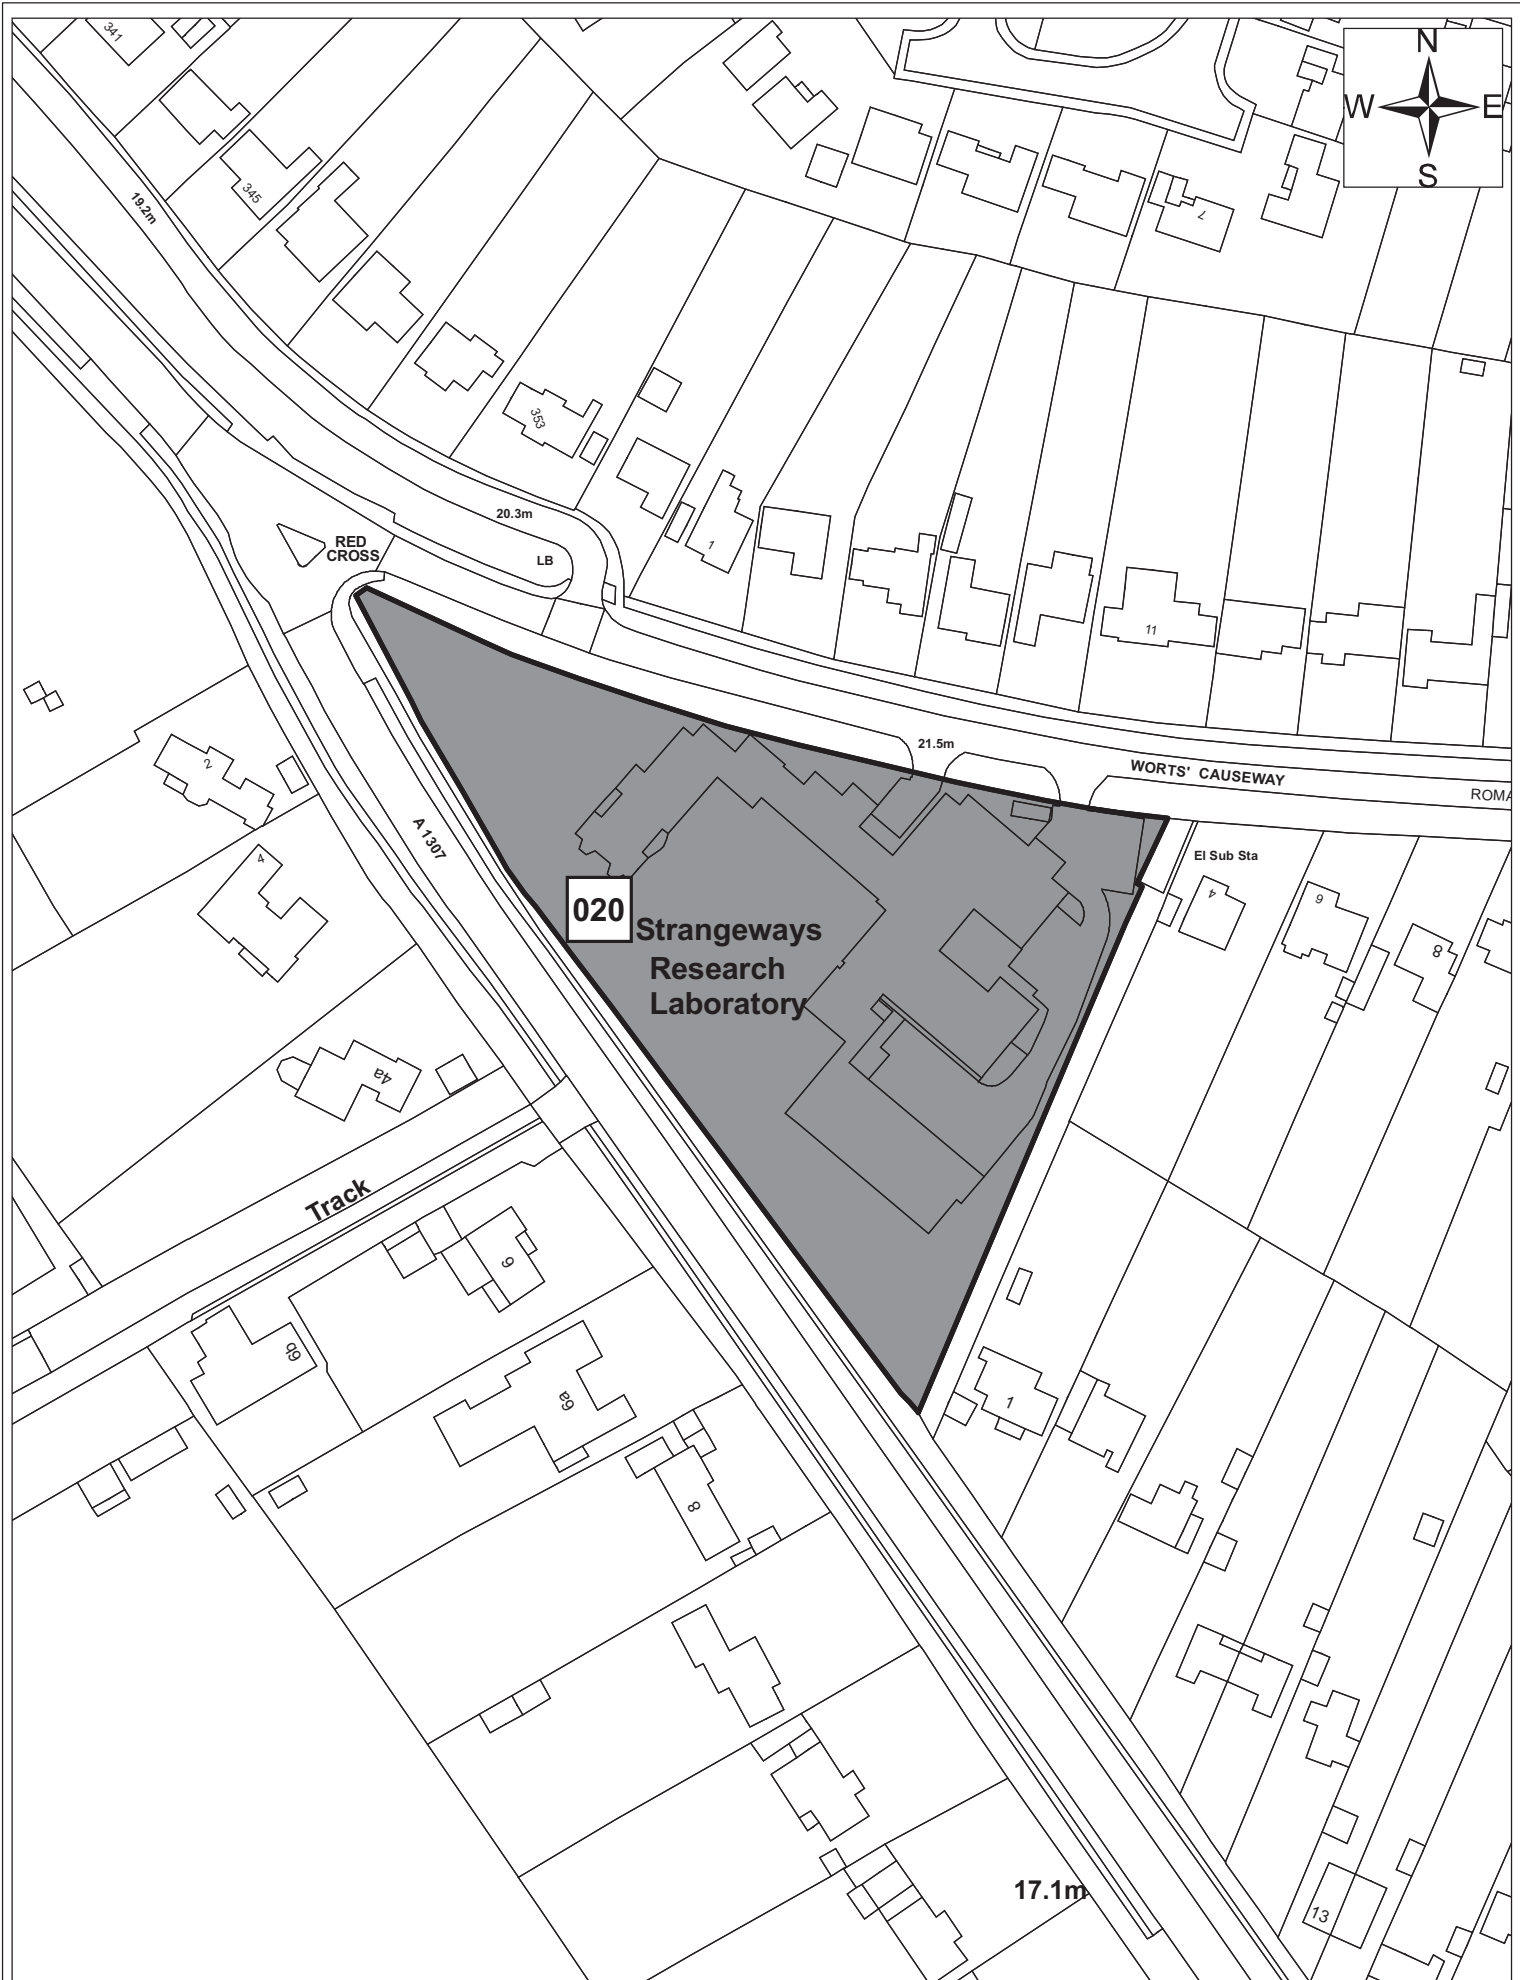 N
W E
S
341
345
19.2m
7
353
20.3m
LB
RED
CROSS
1
11
21.5m
WORTS' CAUSEWAY
ROMA
El Sub Sta
2
4
A 1307
020
Strangeways
Research
Laboratory
4
6
8
4a
Track
6
6b
6a
8
1
17.1m
13